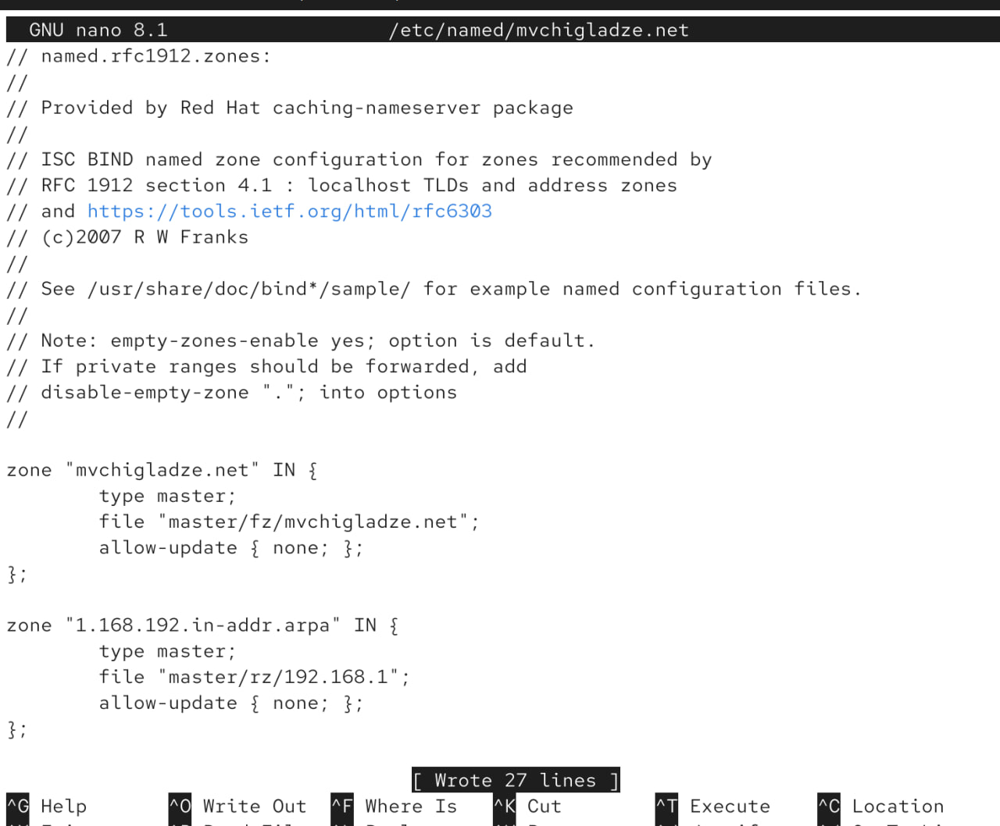 GNU nano 8.1 /etc/named/mvchigladze.net
// named.rfc1912.zones:
//
// Provided by Red Hat caching-nameserver package
//
// ISC BIND named zone configuration for zones recommended by
// RFC 1912 section 4.1 : localhost TLDs and address zones
// and https://tools.ietf.org/html/rfc6303
// (c)2007 R W Franks
//
// See /usr/share/doc/bind*/sample/ for example named configuration files.
//
// Note: empty-zones-enable yes; option is default.
// If private ranges should be forwarded, add
// disable-empty-zone "."; into options
//
zone "mvchigladze.net" IN {
        type master;
        file "master/fz/mvchigladze.net";
        allow-update { none; };
};
zone "1.168.192.in-addr.arpa" IN {
        type master;
        file "master/rz/192.168.1";
        allow-update { none; };
};
[ Wrote 27 lines ]
^G Help ^O Write Out ^F Where Is ^K Cut ^T Execute ^C Location